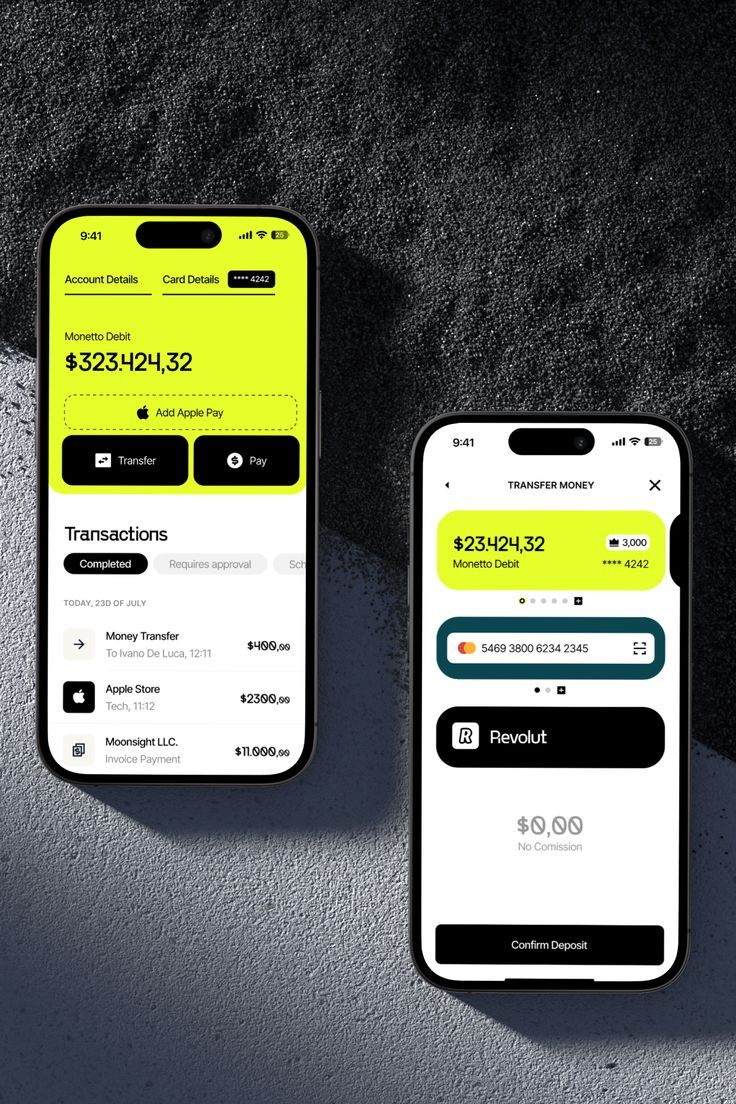 9:41
25
Account Details
Card Details
**** 4242
Monetto Debit
$323.424,32
Add Apple Pay
Transfer
Pay
Transactions
Completed
Requires approval
Sch
TODAY, 23D OF JULY
Money Transfer
To Ivano De Luca, 12:11
$400,00
Apple Store
Tech, 11:12
$2300,00
Moonsight LLC.
Invoice Payment
$11.000,00
9:41
25
TRANSFER MONEY
$23.424,32
3,000
Monetto Debit
**** 4242
5469 3800 6234 2345
R Revolut
$0,00
No Comission
Confirm Deposit